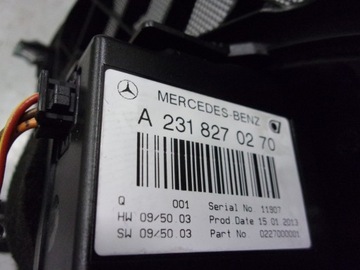 MERCEDES-BENZ
A 231 827 02 70
Q 001 Serial No. 11907
HW 09/50 03 Prod Date 15.01.2013
SW 09/50 03 Part No 0227000001